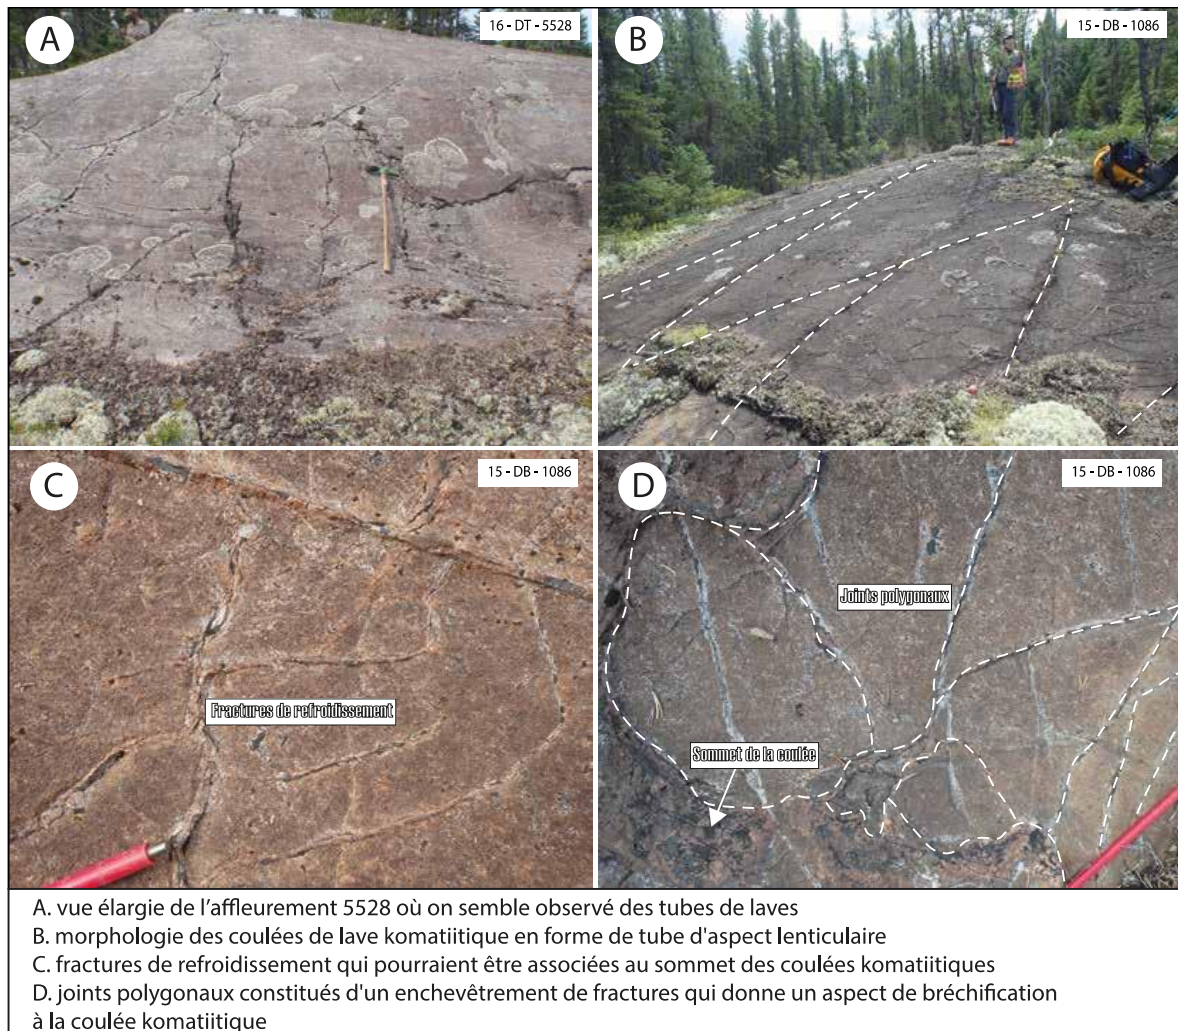 A
16 - DT - 5528
B
15 - DB - 1086
C
15 - DB - 1086
Fractures de refroidissement
D
15 - DB - 1086
Joints polygonaux
Sommet de la coulée
A. vue élargie de l'affleurement 5528 où on semble observé des tubes de laves
B. morphologie des coulées de lave komatiitique en forme de tube d'aspect lenticulaire
C. fractures de refroidissement qui pourraient être associées au sommet des coulées komatiitiques
D. joints polygonaux constitués d'un enchevêtrement de fractures qui donne un aspect de bréchification
à la coulée komatiitique